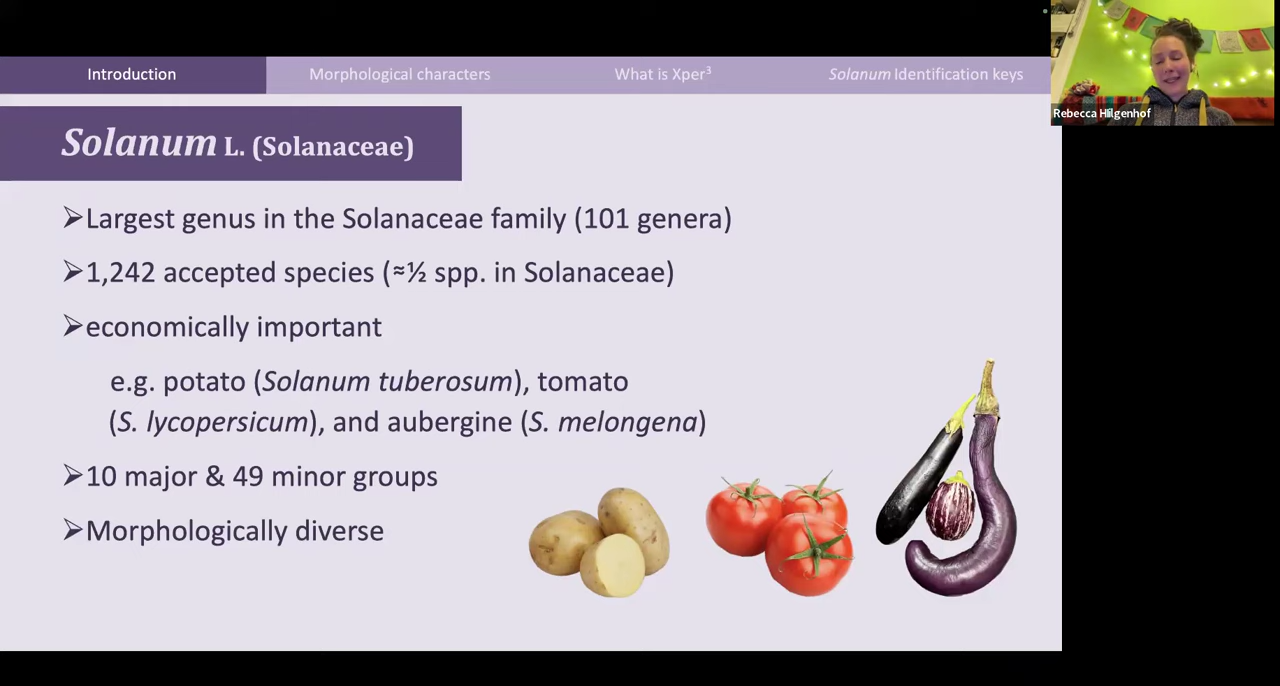 Introduction
Morphological characters
What is Xper³
Solanum Identification keys
Rebecca Hilgenhof
Solanum L. (Solanaceae)
➢Largest genus in the Solanaceae family (101 genera)
➢1,242 accepted species (≈½ spp. in Solanaceae)
➢economically important
e.g. potato (Solanum tuberosum), tomato
(S. lycopersicum), and aubergine (S. melongena)
➢10 major & 49 minor groups
➢Morphologically diverse